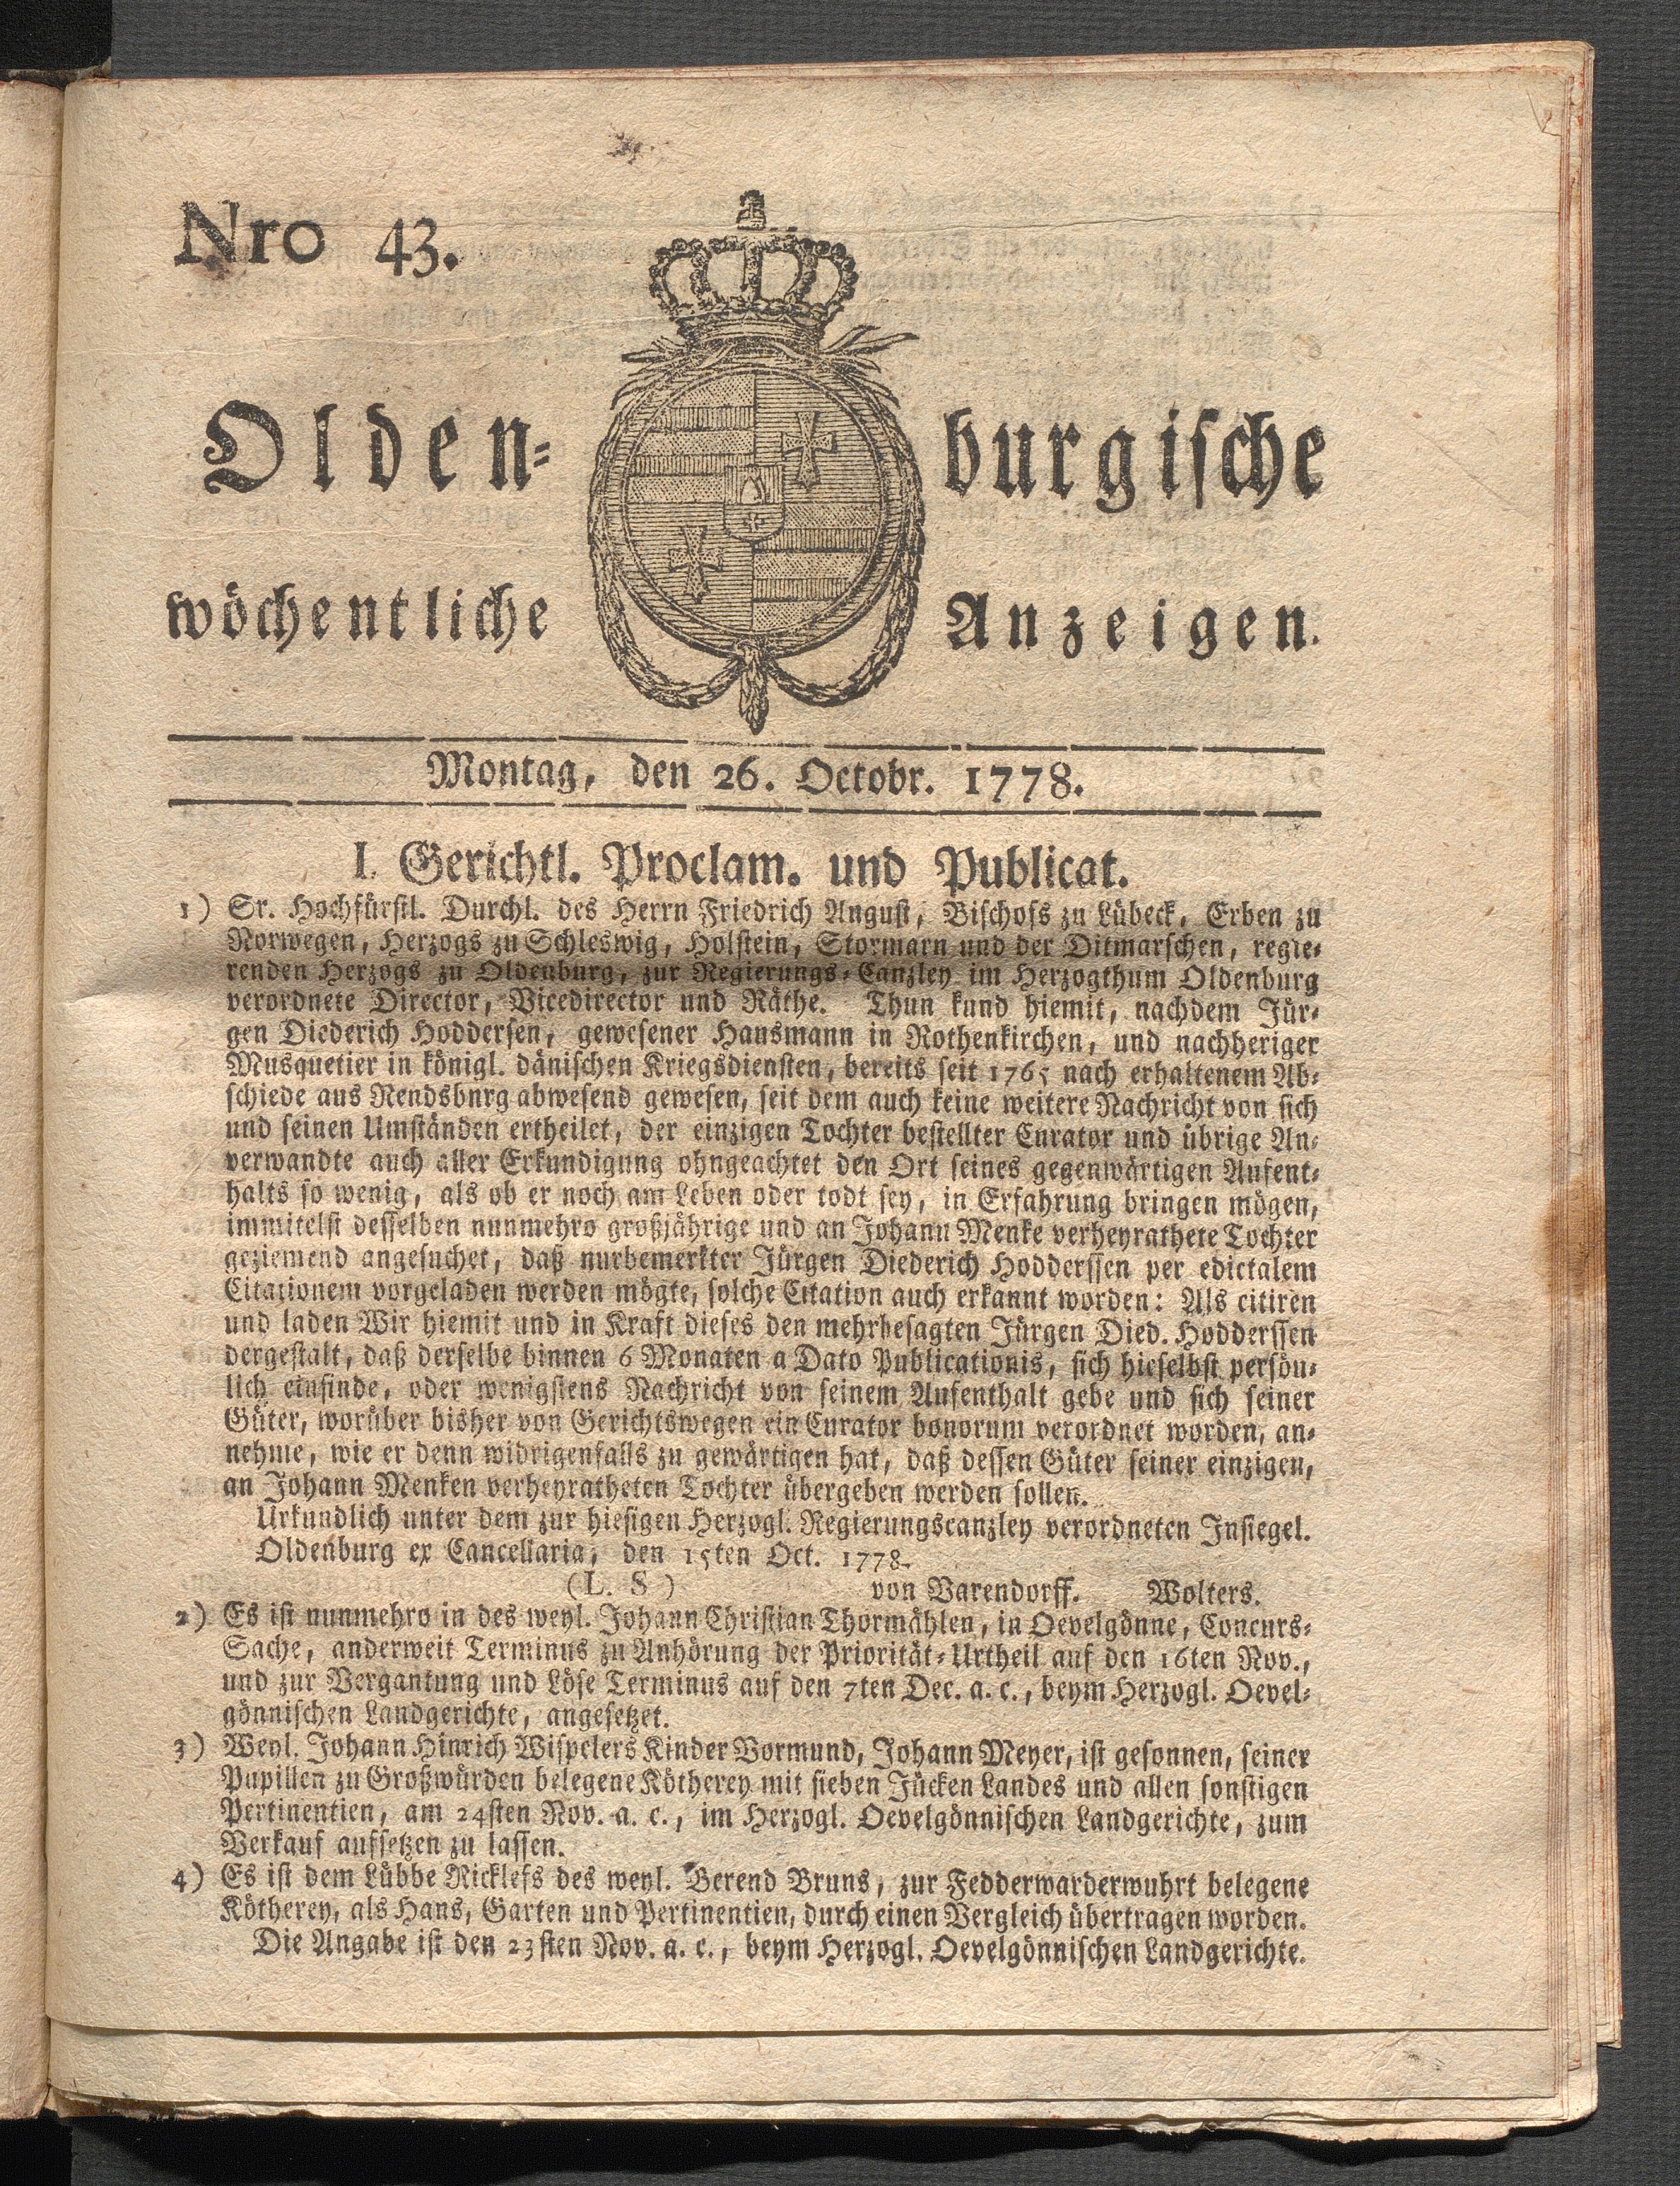 Nro 43.
Olden-burgische
wöchentliche Anzeigen.
Montag, den 26. Octobr. 1778.
I. Gerichtl. Proclam. und Publicat.
1) Sr. Hochfürstl. Durchl. des Herrn Friedrich August, Bischofs zu Lübeck, Erben zu
Norwegen, Herzogs zu Schleswig, Holstein, Stormarn und der Ditmarschen, regie-
renden Herzogs zu Oldenburg, zur Regierungs-Canzley im Herzogthum Oldenburg
verordnete Director, Vicedirector und Räthe. Thun kund hiemit, nachdem Jür-
gen Diederich Hoddersen, gewesener Hausmann in Rothenkirchen, und nachheriger
Musquetier in königl. dänischen Kriegsdiensten, bereits seit 1765 nach erhaltenem Ab-
schiede aus Rendsbnrg abwesend gewesen, seit dem auch keine weitere Nachricht von sich
und seinen Umständen ertheilet, der einzigen Tochter bestellter Curator und übrige An-
verwandte auch aller Erkundigung ohngeachtet den Ort seines gegenwärtigen Aufent-
halts so wenig, als ob er noch am Leben oder todt sey, in Erfahrung bringen mögen,
immitelst desselben nunmehro großjährige und an Johann Menke verheyrathete Tochter
geziemend angesuchet, daß nurbemerkter Jürgen Diederich Hodderssen per edictalem
Citationem vorgeladen werden mögte, solche Citation auch erkannt worden: Als citiren
und laden Wir hiemit und in Kraft dieses den mehrbesagten Jürgen Died. Hodderssen
dergestalt, daß derselbe binnen 6 Monaten a Dato Publicationis, sich hieselbst persön-
lich einfinde, oder wenigstens Nachricht von seinem Aufenthalt gebe und sich seiner
Güter, worüber bisher von Gerichtswegen ein Curator bonorum verordnet worden, an-
nehme, wie er denn widrigenfalls zu gewärtigen hat, daß dessen Güter seiner einzigen,
an Johann Menken verheyratheten Tochter übergeben werden sollen.
Urkundlich unter dem zur hiesigen Herzogl. Regierungscanzley verordneten Insiegel.
Oldenburg ex Cancellaria, den 15ten Oct. 1778.
(L. S) von Varendorff. Wolters.
2) Es ist nunmehro in des weyl. Johann Christian Thormählen, in Oevelgönne, Concurs-
Sache, anderweit Terminus zu Anhörung der Priorität-Urtheil auf den 16ten Nov.,
und zur Vergantung und Löse Terminus auf den 7ten Dec. a. c., beym Herzogl. Oevel-
gönnischen Landgerichte, angesetzet.
3) Weyl. Johann Hinrich Wispelers Kinder Vormund, Johann Meyer, ist gesonnen, seiner
Pupillen zu Großwürden belegene Kötherey mit sieben Jücken Landes und allen sonstigen
Pertinentien, am 24sten Nov. a. c., im Herzogl. Oevelgönnischen Landgerichte, zum
Verkauf aufsetzen zu lassen.
4) Es ist dem Lübbe Ricklefs des weyl. Berend Bruns, zur Fedderwarderwuhrt belegene
Kötherey, als Hans, Garten und Pertinentien, durch einen Vergleich übertragen worden.
Die Angabe ist den 23sten Nov. a. c., beym Herzogl. Oevelgönnischen Landgerichte.